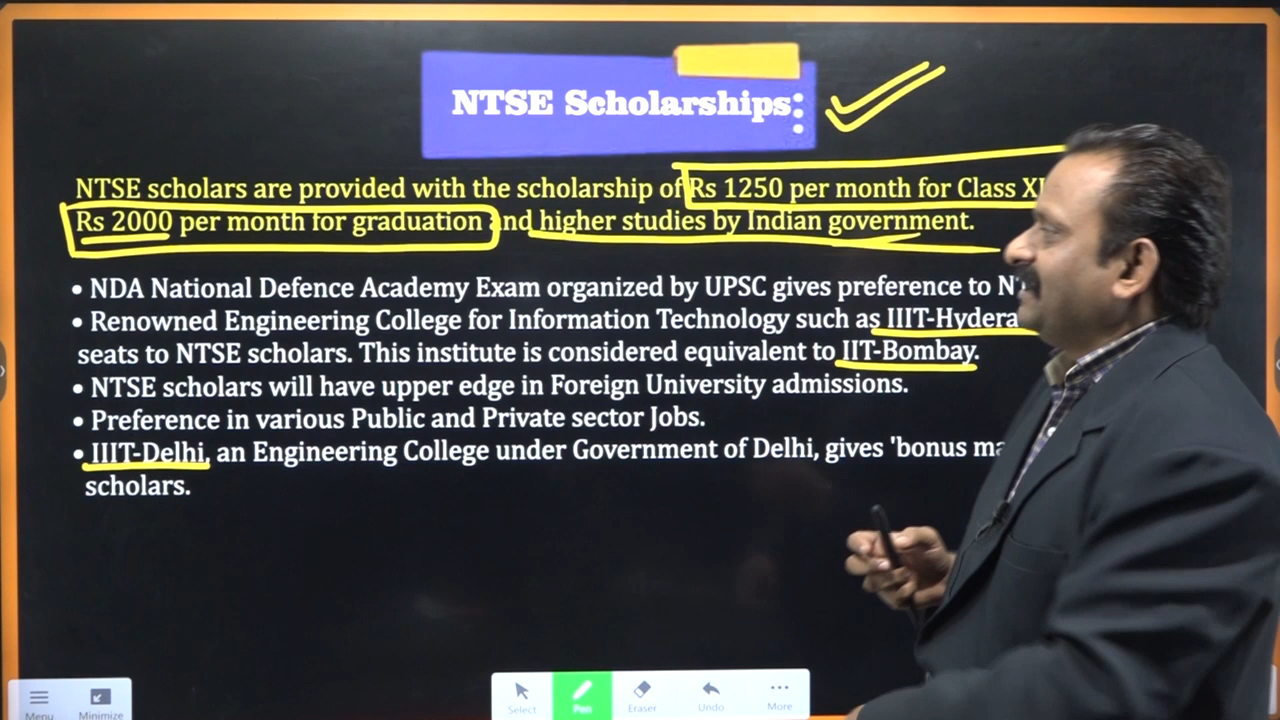 NTSE Scholarships:
NTSE scholars are provided with the scholarship of Rs 1250 per month for Class
Rs 2000 per month for graduation and higher studies by Indian government.
• NDA National Defence Academy Exam organized by UPSC gives preference to
• Renowned Engineering College for Information Technology such as
seats to NTSE scholars. This institute is considered equivalent to IIT-Bombay.
• NTSE scholars will have upper edge in Foreign University admissions.
• Preference in various Public and Private sector Jobs.
• IIIT-Delhi, an Engineering College under Government of Delhi, gives 'bonus
scholars.
Menu
Minimize
Select
Pen
Eraser
Undo
More